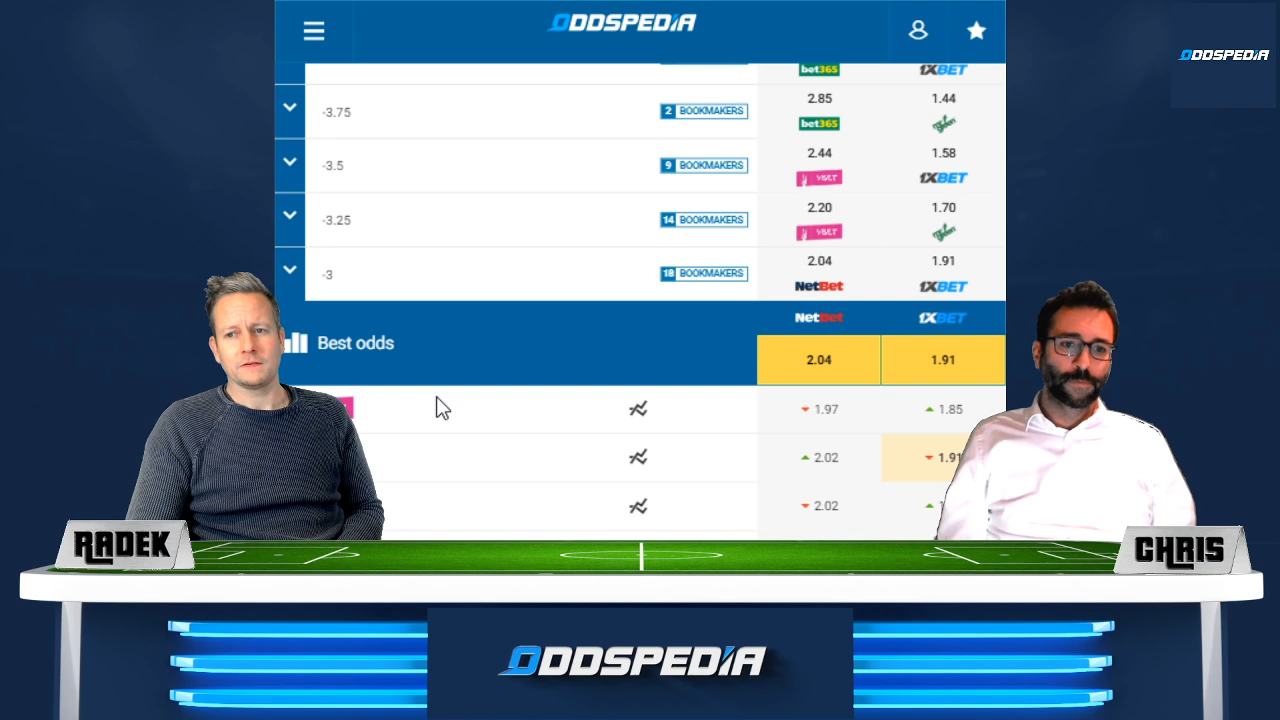 ODDSPEDIA
ODDSPEDIA
bet365 1XBET
-3.75 2 BOOKMAKERS 2.85 1.44
bet365
-3.5 9 BOOKMAKERS 2.44 1.58
VBET 1XBET
-3.25 14 BOOKMAKERS 2.20 1.70
VBET
-3 18 BOOKMAKERS 2.04 1.91
NetBet 1XBET
NetBet 1XBET
Best odds 2.04 1.91
1.97 1.85
2.02 1.91
2.02
RADEK
CHRIS
ODDSPEDIA